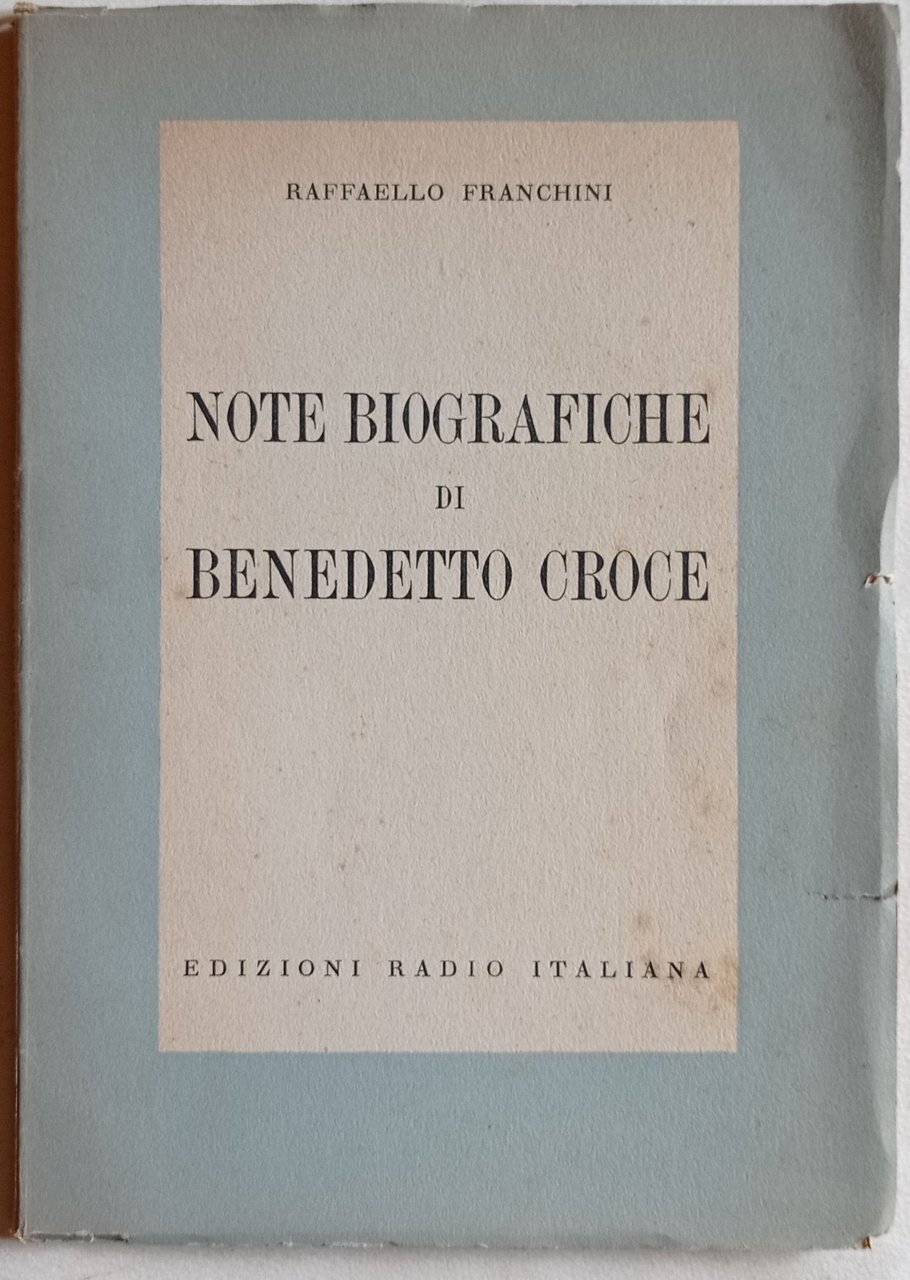 RAFFAELLO FRANCHINI
NOTE BIOGRAFICHE
DI
BENEDETTO CROCE
EDIZIONI RADIO ITALIANA